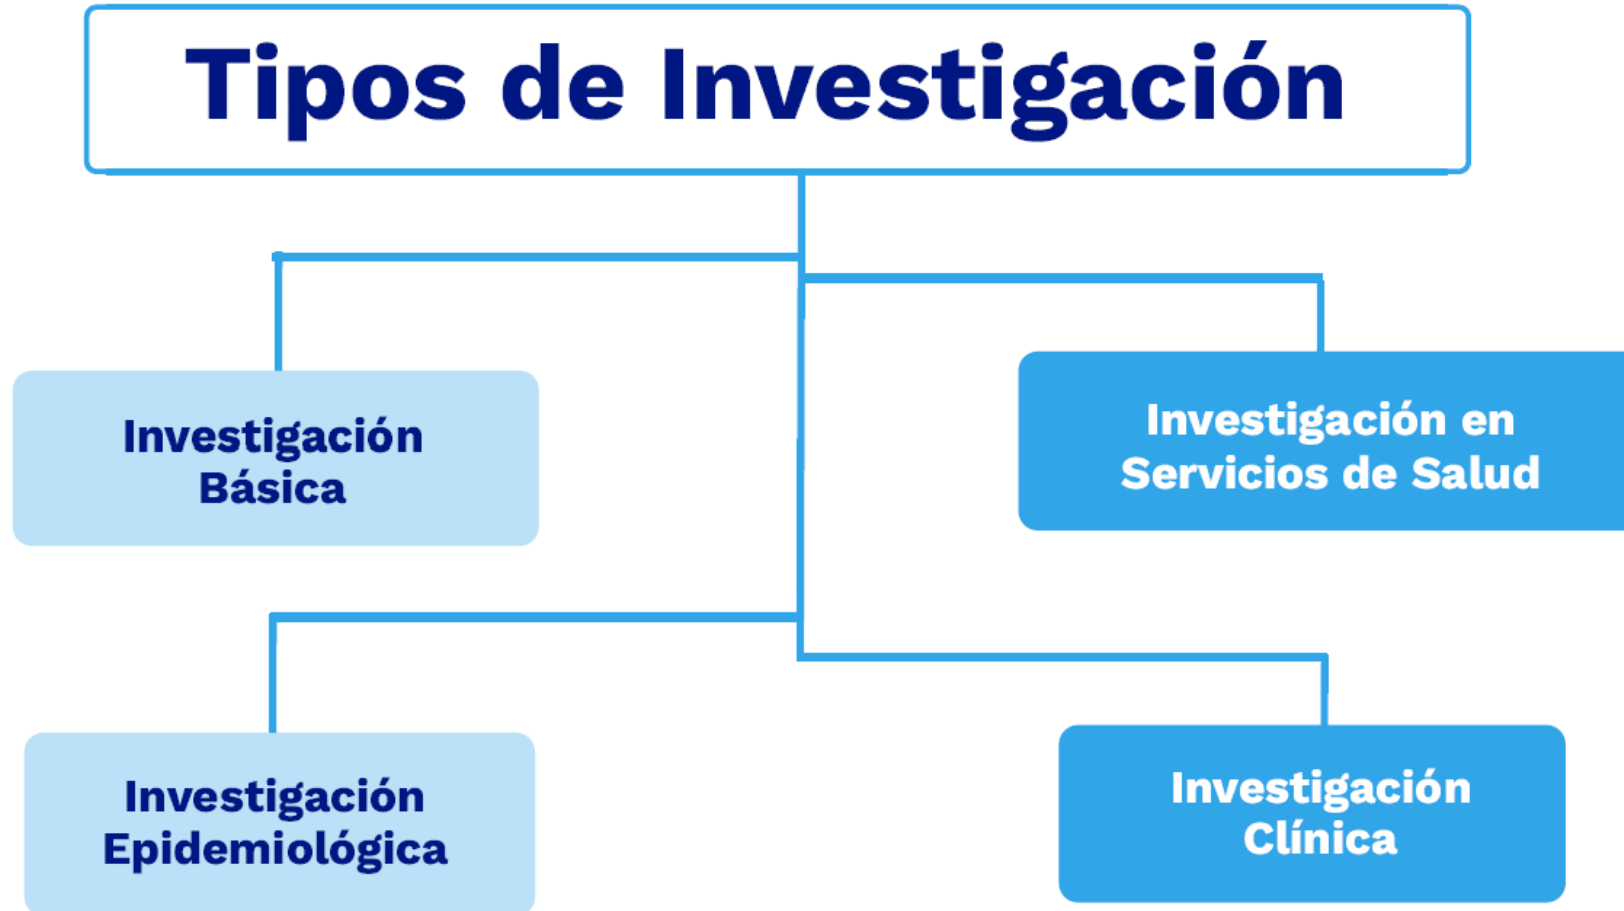 Tipos de Investigación
Investigación
Básica
Investigación en
Servicios de Salud
Investigación
Epidemiológica
Investigación
Clínica